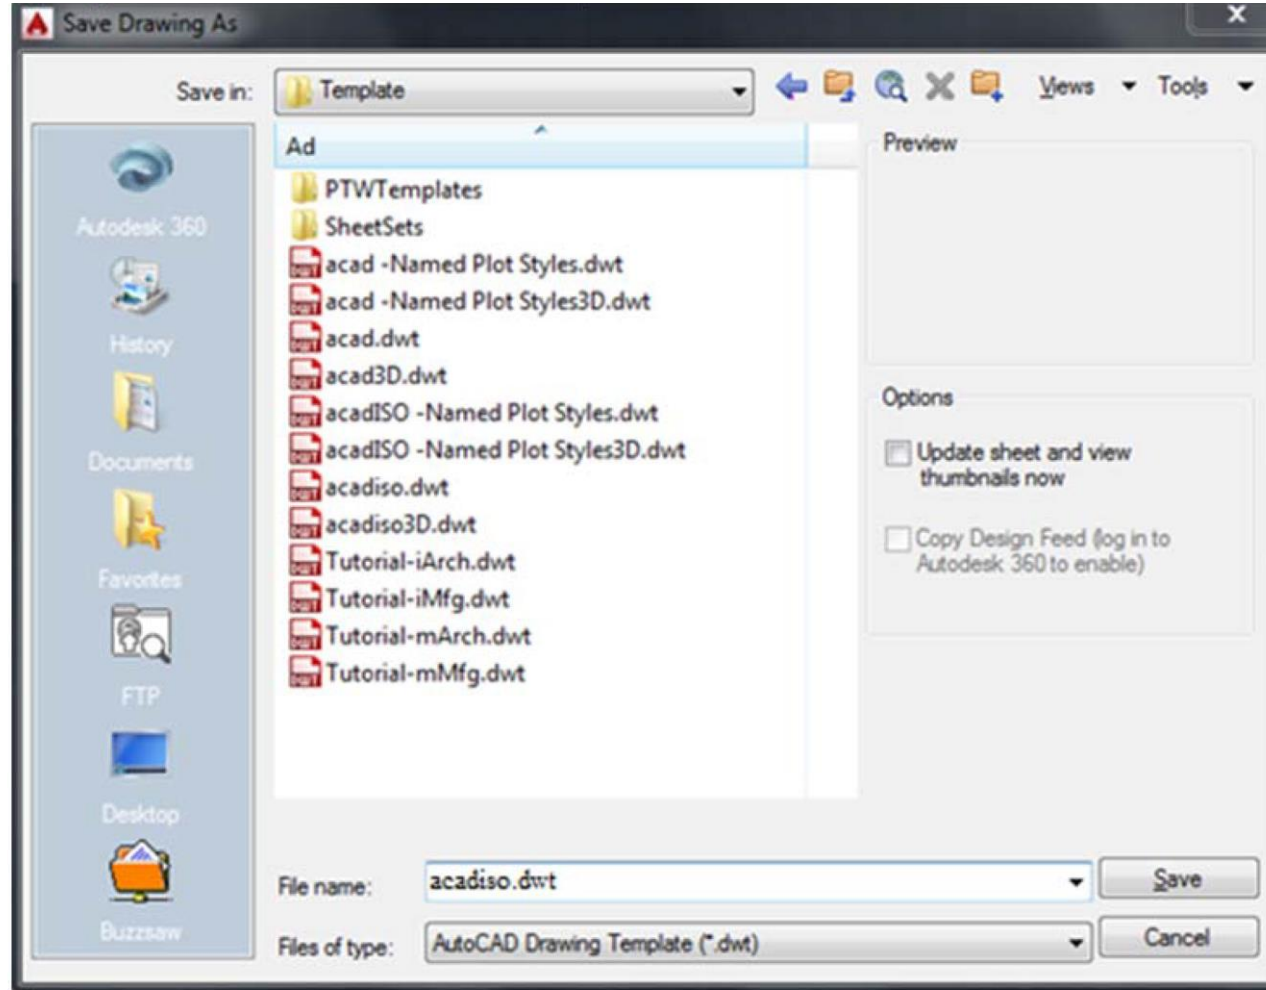 Save Drawing As
Save in: Template Views Tools
Autodesk 360
History
Documents
Favorites
FTP
Desktop
Buzzsaw
Ad
PTWTemplates
SheetSets
acad -Named Plot Styles.dwt
acad -Named Plot Styles3D.dwt
acad.dwt
acad3D.dwt
acadISO -Named Plot Styles.dwt
acadISO -Named Plot Styles3D.dwt
acadiso.dwt
acadiso3D.dwt
Tutorial-iArch.dwt
Tutorial-iMfg.dwt
Tutorial-mArch.dwt
Tutorial-mMfg.dwt
Preview
Options
Update sheet and view
thumbnails now
Copy Design Feed (log in to
Autodesk 360 to enable)
File name: acadiso.dwt Save
Files of type: AutoCAD Drawing Template (*.dwt) Cancel